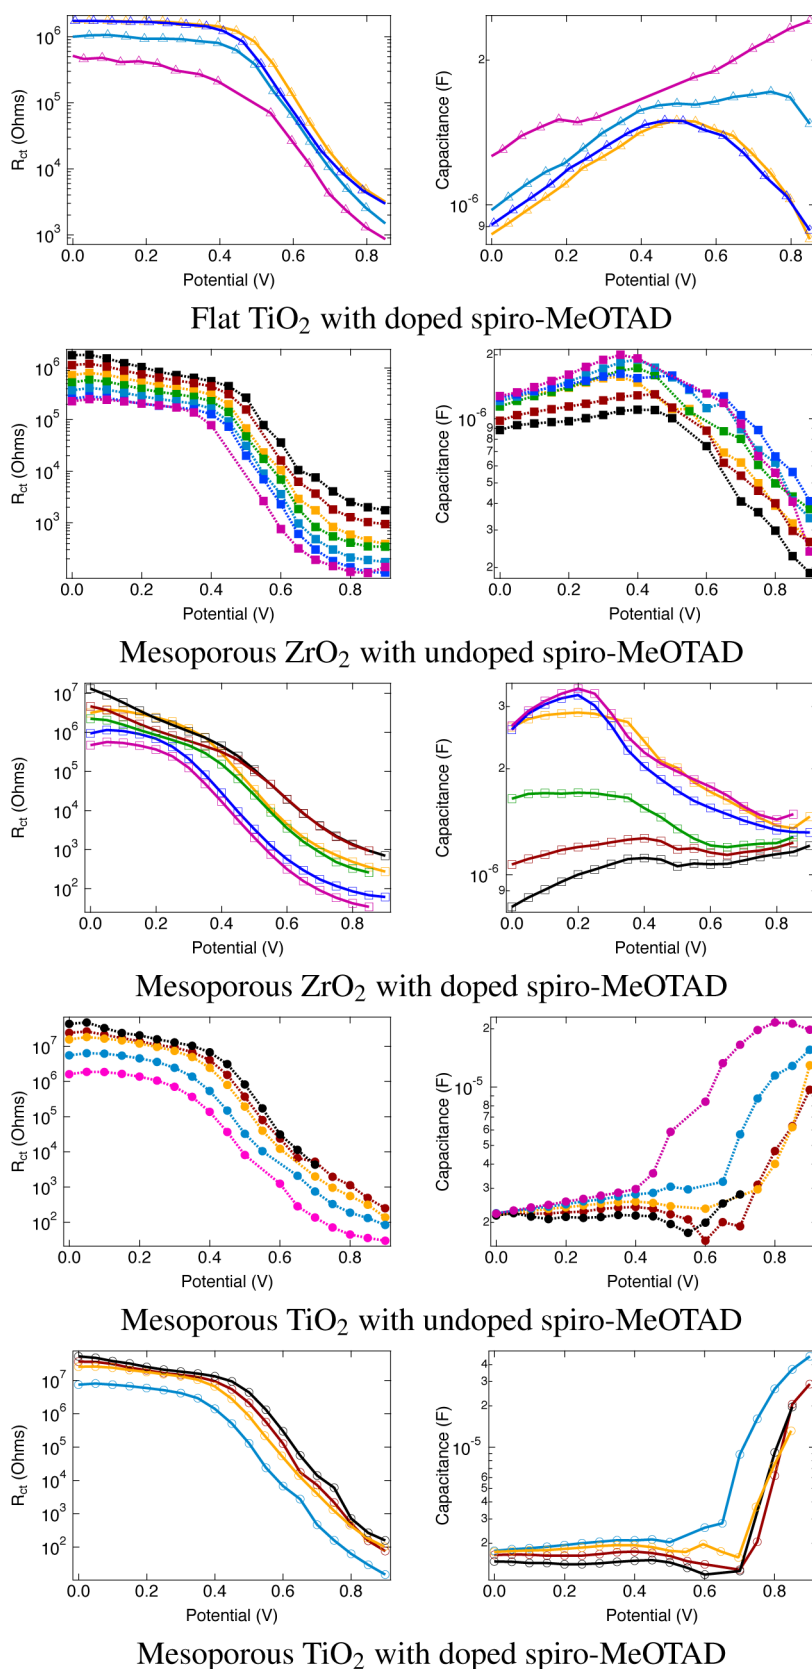 R_ct (Ohms)
10^6
10^5
10^4
10^3
0.0 0.2 0.4 0.6 0.8
Potential (V)
Capacitance (F)
2
10^-6
9
0.0 0.2 0.4 0.6 0.8
Potential (V)
Flat TiO₂ with doped spiro-MeOTAD
R_ct (Ohms)
10^6
10^5
10^4
10^3
0.0 0.2 0.4 0.6 0.8
Potential (V)
Capacitance (F)
2
10^-6
9
8
7
6
5
4
3
2
0.0 0.2 0.4 0.6 0.8
Potential (V)
Mesoporous ZrO₂ with undoped spiro-MeOTAD
R_ct (Ohms)
10^7
10^6
10^5
10^4
10^3
10^2
0.0 0.2 0.4 0.6 0.8
Potential (V)
Capacitance (F)
3
2
10^-6
9
0.0 0.2 0.4 0.6 0.8
Potential (V)
Mesoporous ZrO₂ with doped spiro-MeOTAD
R_ct (Ohms)
10^7
10^6
10^5
10^4
10^3
10^2
0.0 0.2 0.4 0.6 0.8
Potential (V)
Capacitance (F)
2
10^-5
8
7
6
5
4
3
2
0.0 0.2 0.4 0.6 0.8
Potential (V)
Mesoporous TiO₂ with undoped spiro-MeOTAD
R_ct (Ohms)
10^7
10^6
10^5
10^4
10^3
10^2
0.0 0.2 0.4 0.6 0.8
Potential (V)
Capacitance (F)
4
3
2
10^-5
8
6
5
4
3
2
0.0 0.2 0.4 0.6 0.8
Potential (V)
Mesoporous TiO₂ with doped spiro-MeOTAD